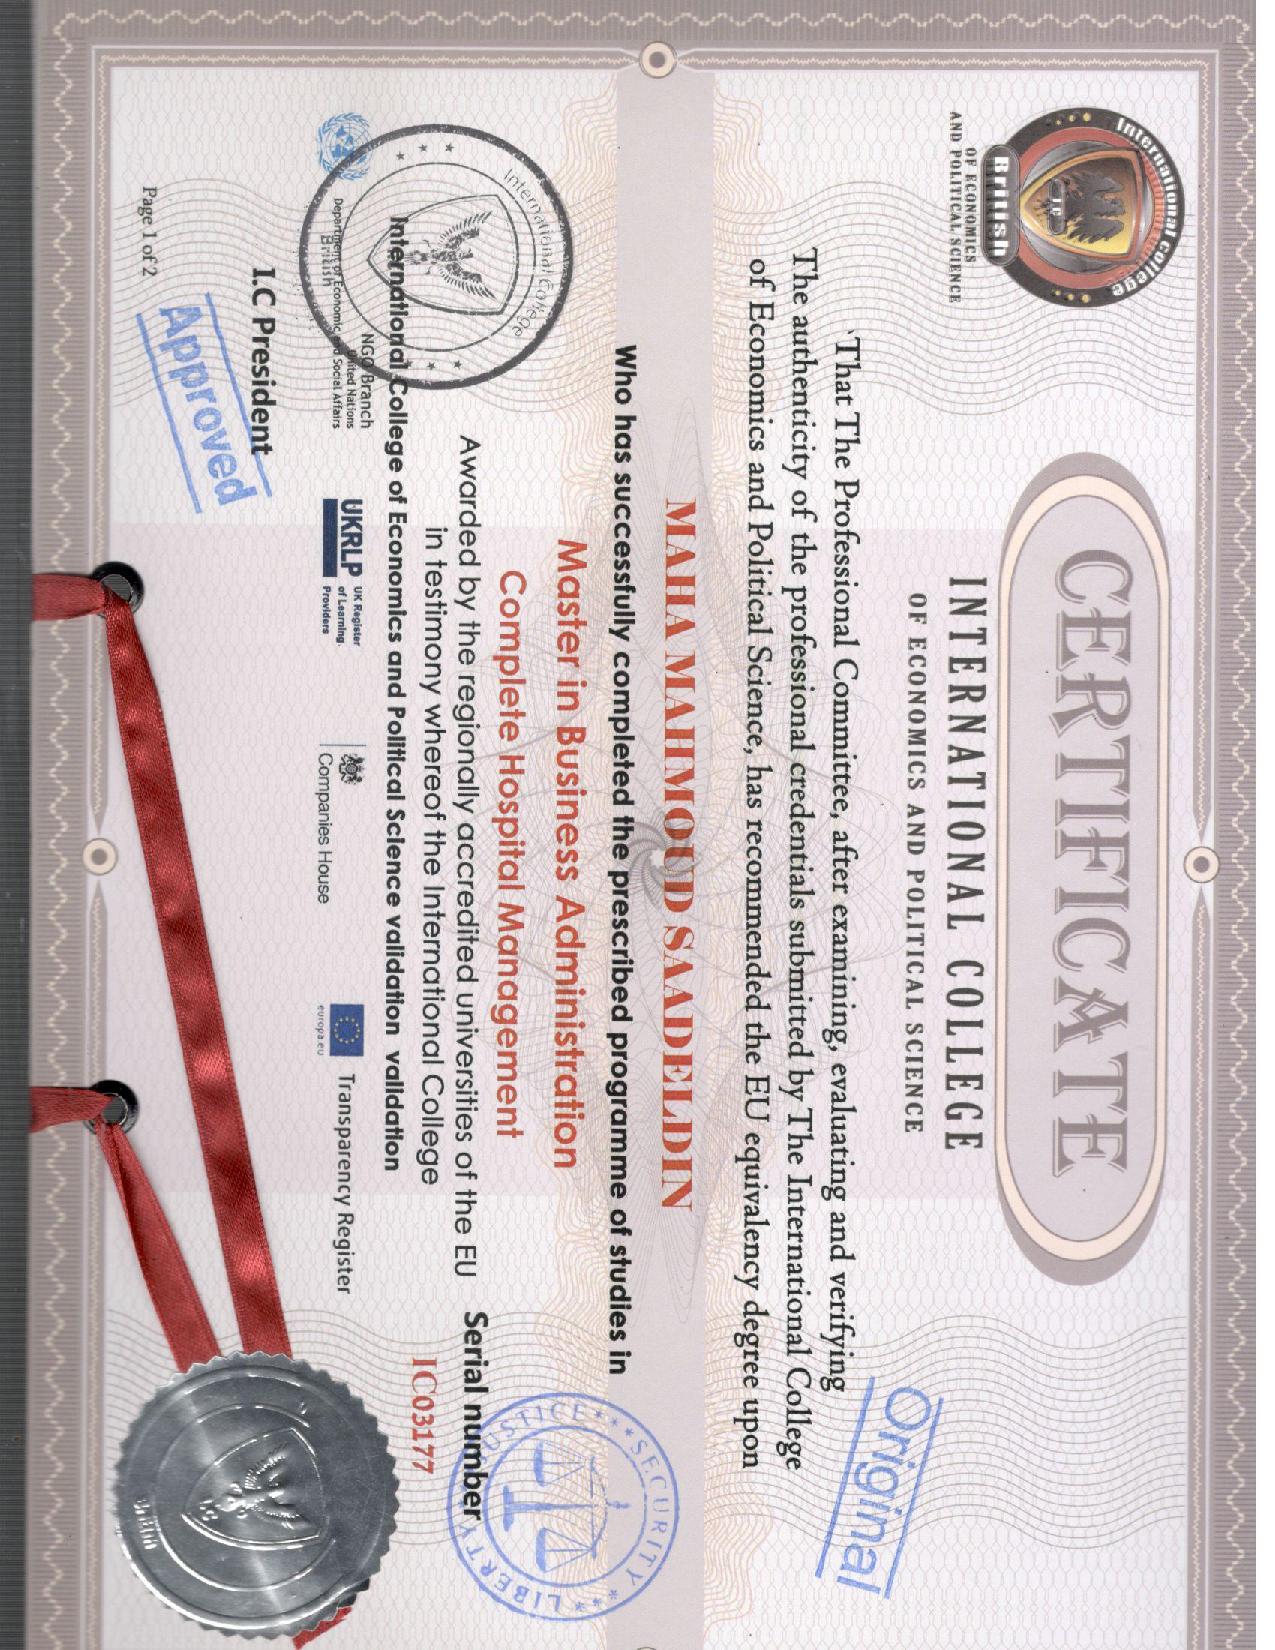 International college
I.C
British
OF ECONOMICS
AND POLITICAL SCIENCE
CERTIFICATE
INTERNATIONAL COLLEGE
OF ECONOMICS AND POLITICAL SCIENCE
Original
That The Professional Committee, after examining, evaluating and verifying
The authenticity of the professional credentials submitted by The International College
of Economics and Political Science, has recommended the EU equivalency degree upon
MAHA MAHMOUD SAADELDIN
Who has successfully completed the prescribed programme of studies in
Master in Business Administration
Complete Hospital Management
Awarded by the regionally accredited universities of the EU
in testimony whereof the International College
International College of Economics and Political Science validation validation
SECURITY
LIBERTY
JUSTICE
Serial number
IC03177
International College
British
NGO Branch
United Nations
Department of Economic and Social Affairs
UKRLP
UK Register
of Learning
Providers
Companies House
europa.eu
Transparency Register
I.C President
Approved
Page 1 of 2
I.C
British